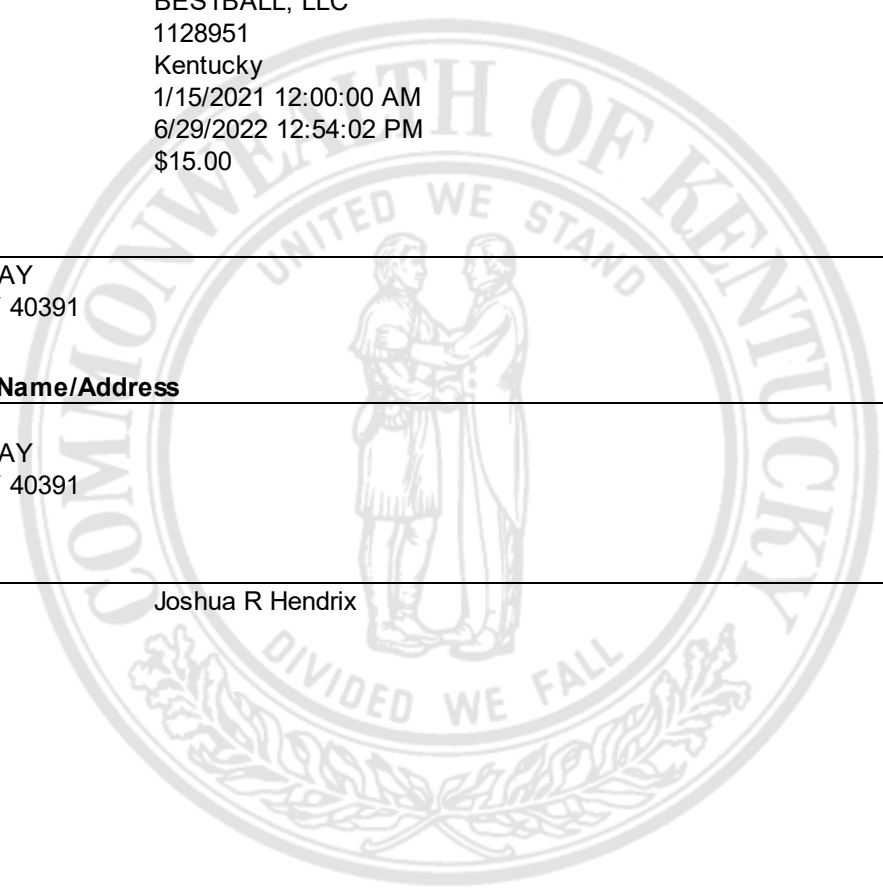 BESTBALL, LLC
1128951
Kentucky
1/15/2021 12:00:00 AM
6/29/2022 12:54:02 PM
$15.00
COMMONWEALTH OF KENTUCKY
UNITED WE STAND
AY
40391
Name/Address
AY
40391
Joshua R Hendrix
DIVIDED WE FALL